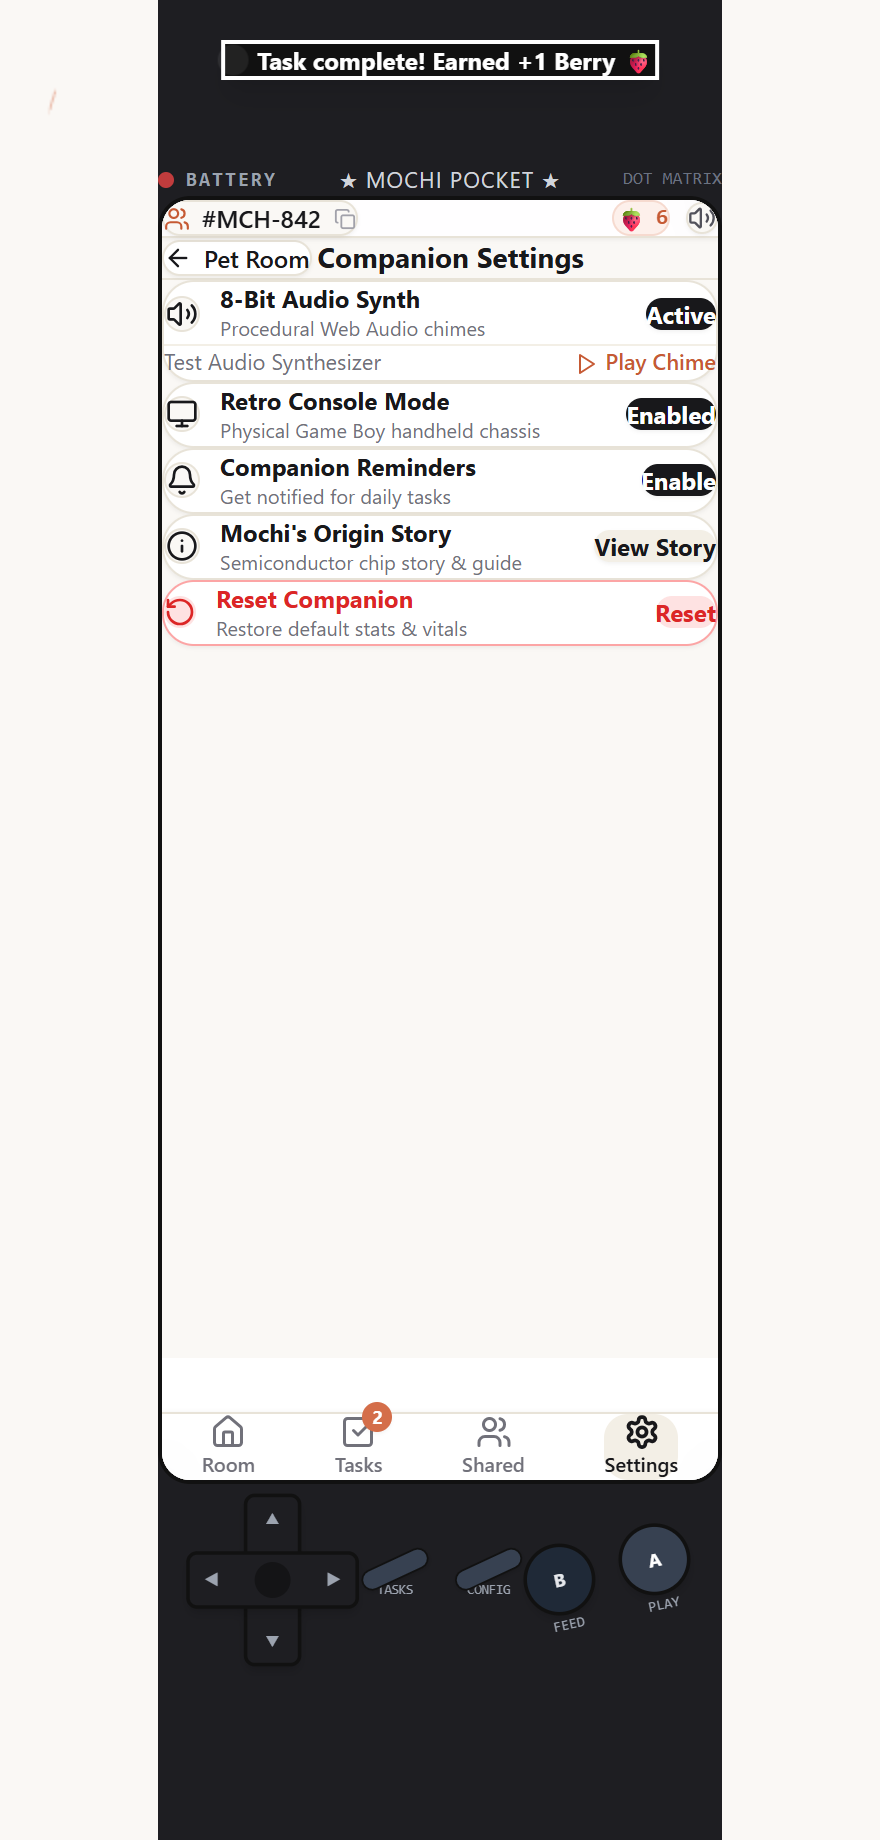 Task complete! Earned +1 Berry 🍓
BATTERY
★ MOCHI POCKET ★
DOT MATRIX
#MCH-842
🍓 6
Pet Room
Companion Settings
8-Bit Audio Synth
Procedural Web Audio chimes
Active
Test Audio Synthesizer
Play Chime
Retro Console Mode
Physical Game Boy handheld chassis
Enabled
Companion Reminders
Get notified for daily tasks
Enable
Mochi's Origin Story
Semiconductor chip story & guide
View Story
Reset Companion
Restore default stats & vitals
Reset
2
Room
Tasks
Shared
Settings
▲
◀
▶
▼
TASKS
CONFIG
B
FEED
A
PLAY